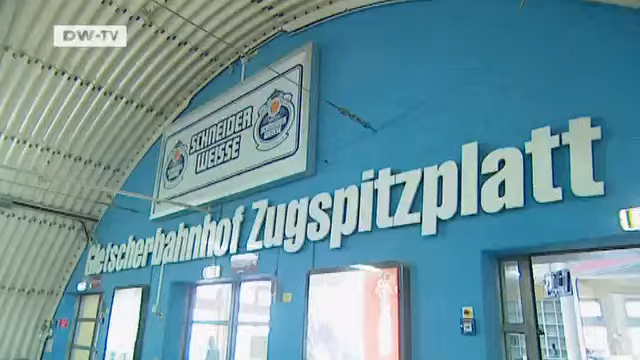 DW-TV
SCHNEIDER
WEISSE
Gletscherbahnhof Zugspitzplatt